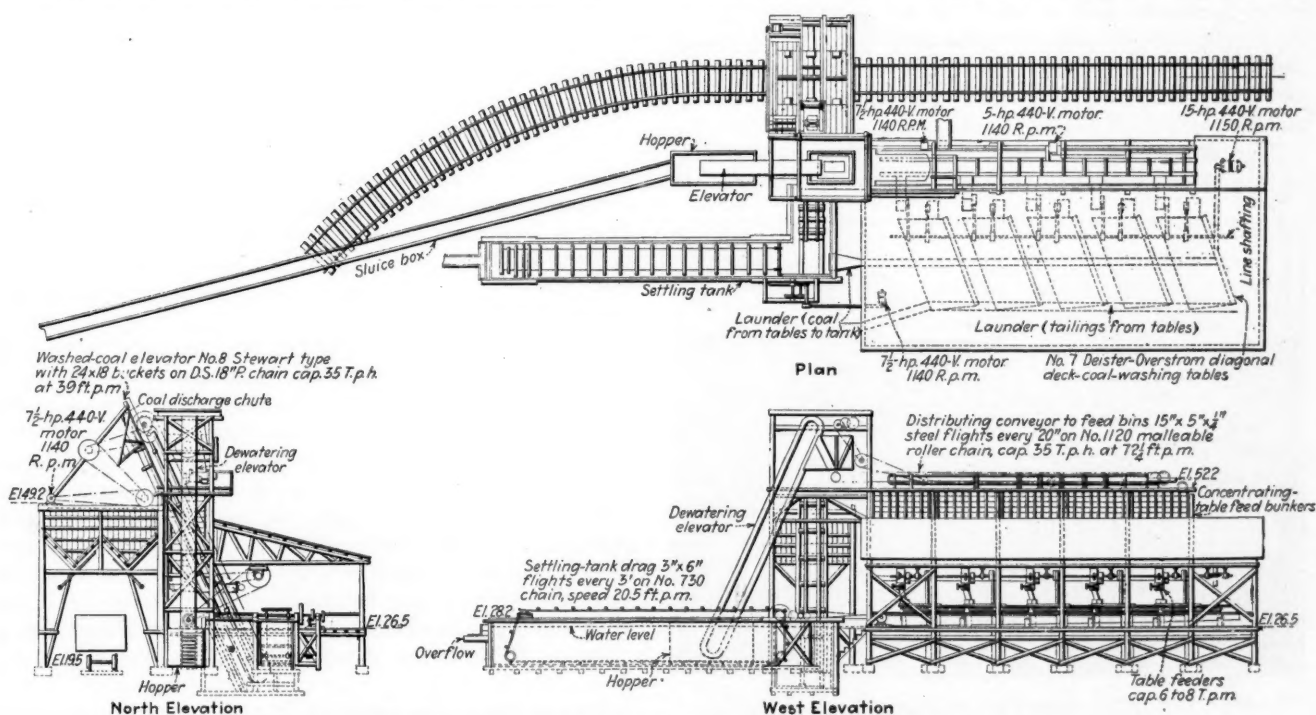 7½-hp. 440-V. motor
1140 R.P.M.
5-hp. 440-V. motor
1140 R.p.m.
15-hp. 440-V. motor
1150 R.p.m.
Hopper
Elevator
Sluice box
Settling tank
Line shafting
Launder (coal
from tables to tank)
Launder (tailings from tables)
7½-hp. 440-V. motor
1140 R.p.m.
No. 7 Deister-Overstrom diagonal
deck-coal-washing tables
Plan
Washed-coal elevator No.8 Stewart type
with 24x18 buckets on D.S.18"P. chain cap. 35 T.p.h.
at 39 ft.p.m.
Coal discharge chute
7½-hp. 440-V.
motor
1140
R.p.m.
Dewatering
elevator
El.49.2
El.19.5
El.26.5
Hopper
North Elevation
Distributing conveyor to feed bins 15"x 5"x ¼"
steel flights every 20" on No.1120 malleable
roller chain, cap. 35 T.p.h. at 72¼ ft.p.m.
El.52.2
Concentrating-
table feed bunkers
Dewatering
elevator
Settling-tank drag 3"x 6"
flights every 3' on No. 730
chain, speed 20.5 ft.p.m.
El.28.2
Water level
Overflow
Hopper
El.26.5
Table feeders
cap. 6 to 8 T.p.m.
West Elevation